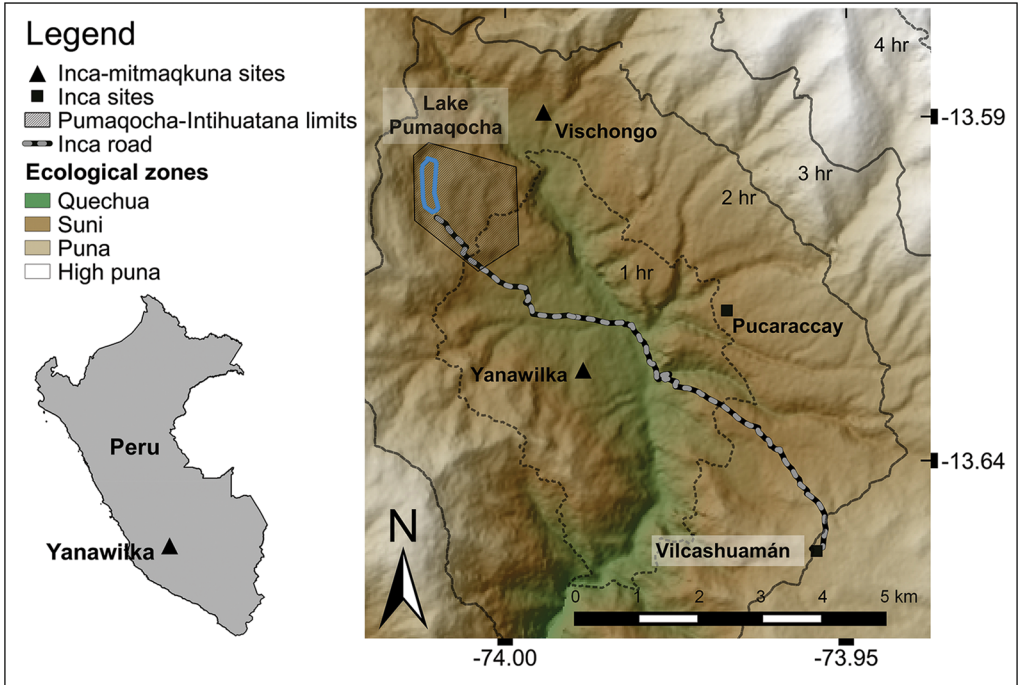 Legend
Inca-mitmaqkuna sites
Inca sites
Pumaqocha-Intihuatana limits
Inca road
Ecological zones
Quechua
Suni
Puna
High puna
Peru
Yanawilka
4 hr
Lake
Pumaqocha
Vischongo
-13.59
3 hr
2 hr
1 hr
Pucaraccay
Yanawilka
-13.64
N
Vilcashuamán
0 1 2 3 4 5 km
-74.00
-73.95